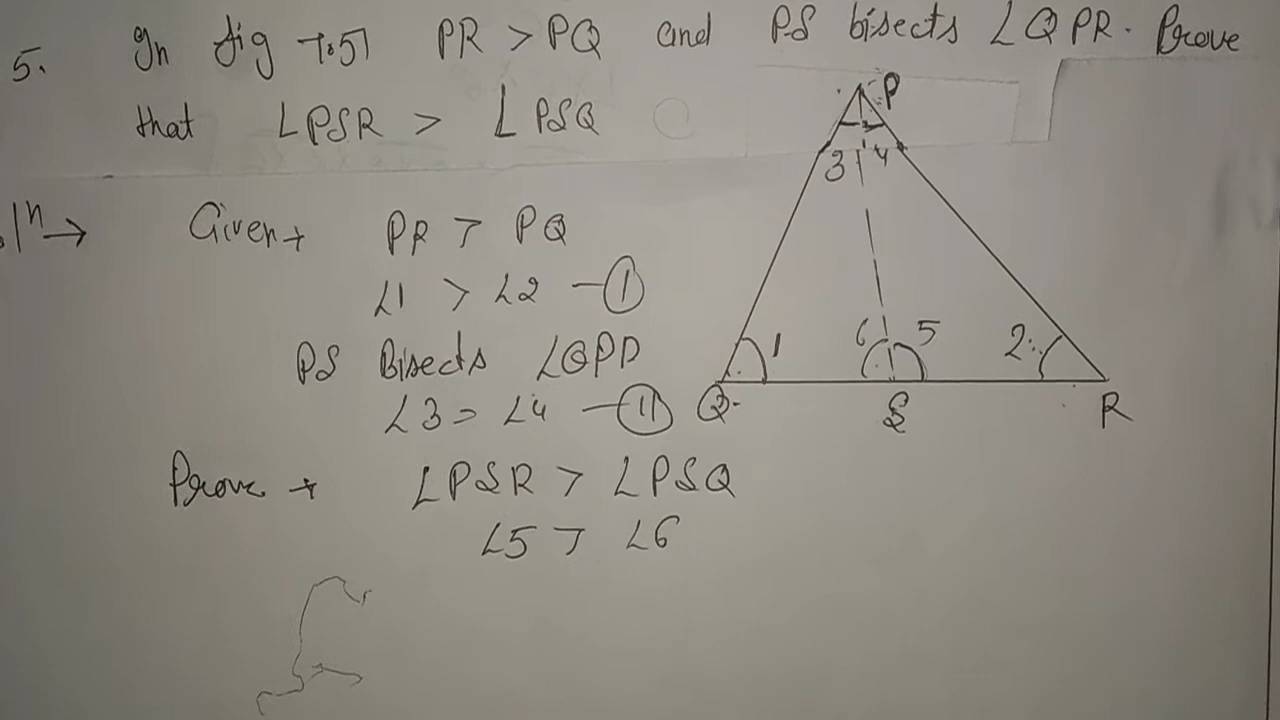 5. In fig 7.51 PR > PQ and PS bisects ∠QPR. Prove
that ∠PSR > ∠PSQ
P
3 4
ln → Given → PR > PQ
∠1 > ∠2 — I
PS Bisects ∠QPR
6 5
1 2
∠3 = ∠4 — II
Q S R
Prove → ∠PSR > ∠PSQ
∠5 > ∠6